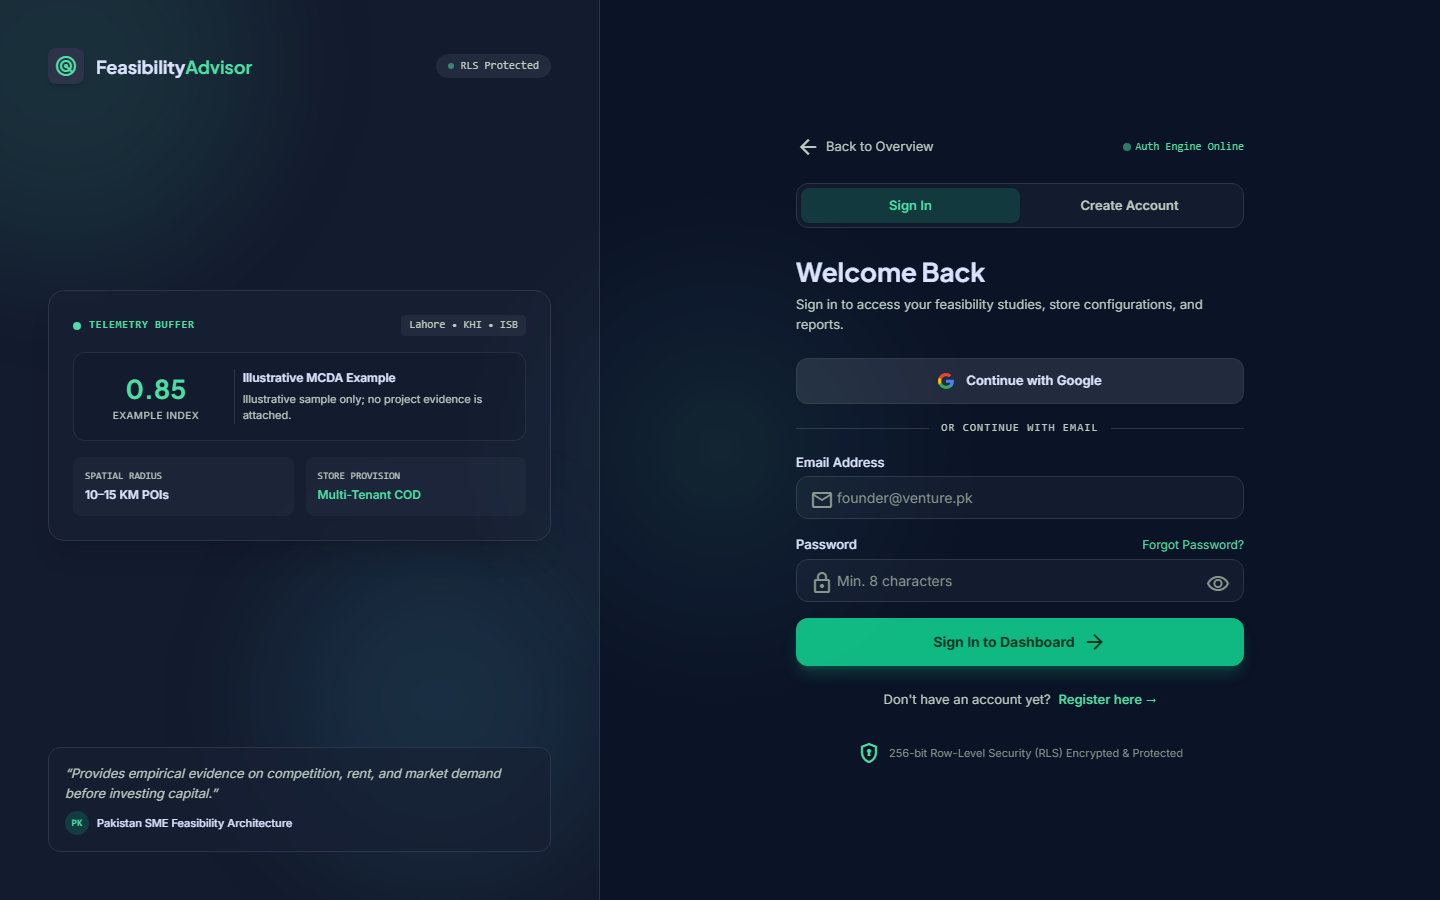 FeasibilityAdvisor
RLS Protected
TELEMETRY BUFFER
Lahore • KHI • ISB
0.85
EXAMPLE INDEX
Illustrative MCDA Example
Illustrative sample only; no project evidence is
attached.
SPATIAL RADIUS
10–15 KM POIs
STORE PROVISION
Multi-Tenant COD
“Provides empirical evidence on competition, rent, and market demand
before investing capital.”
PK
Pakistan SME Feasibility Architecture
Back to Overview
Auth Engine Online
Sign In
Create Account
Welcome Back
Sign in to access your feasibility studies, store configurations, and
reports.
Continue with Google
OR CONTINUE WITH EMAIL
Email Address
founder@venture.pk
Password
Forgot Password?
Min. 8 characters
Sign In to Dashboard →
Don't have an account yet? Register here →
256-bit Row-Level Security (RLS) Encrypted & Protected